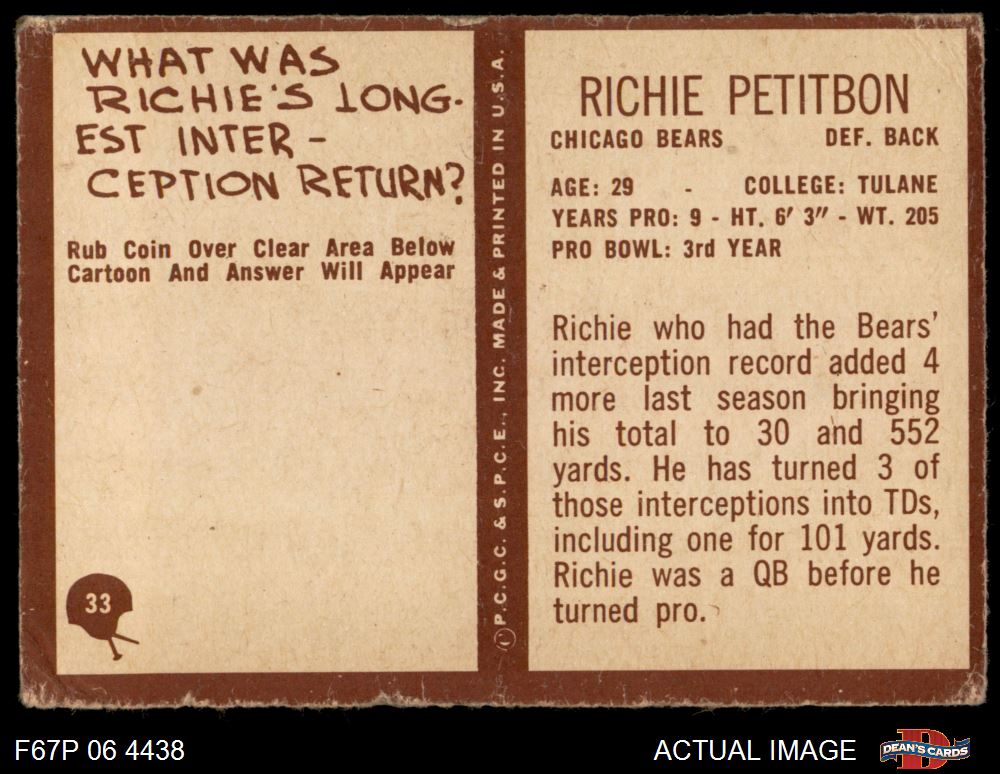 WHAT WAS
RICHIE'S LONG-
EST INTER -
CEPTION RETURN?
Rub Coin Over Clear Area Below
Cartoon And Answer Will Appear
33
©P.C.G.C. & S.P.C.E., INC. MADE & PRINTED IN U.S.A.
RICHIE PETITBON
CHICAGO BEARS DEF. BACK
AGE: 29 - COLLEGE: TULANE
YEARS PRO: 9 - HT. 6' 3" - WT. 205
PRO BOWL: 3rd YEAR
Richie who had the Bears'
interception record added 4
more last season bringing
his total to 30 and 552
yards. He has turned 3 of
those interceptions into TDs,
including one for 101 yards.
Richie was a QB before he
turned pro.
F67P 06 4438
ACTUAL IMAGE
DEAN'S CARDS